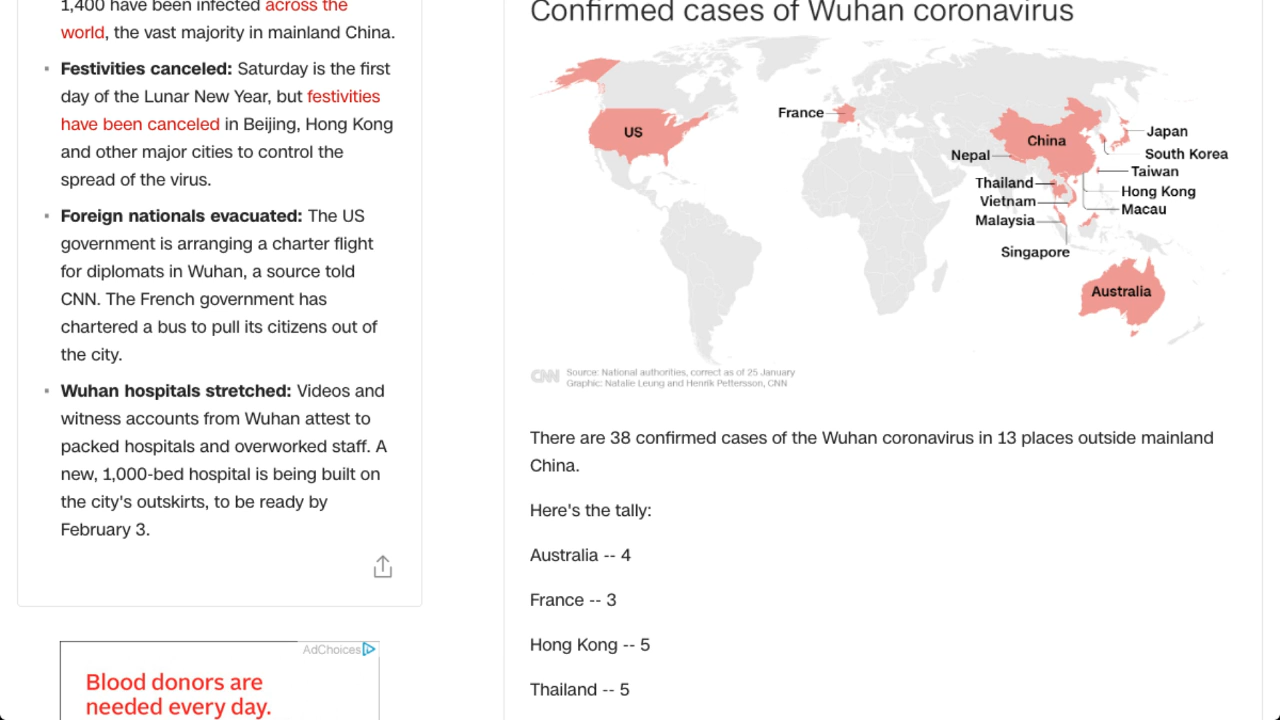 1,400 have been infected across the
world, the vast majority in mainland China.
Festivities canceled: Saturday is the first
day of the Lunar New Year, but festivities
have been canceled in Beijing, Hong Kong
and other major cities to control the
spread of the virus.
Foreign nationals evacuated: The US
government is arranging a charter flight
for diplomats in Wuhan, a source told
CNN. The French government has
chartered a bus to pull its citizens out of
the city.
Wuhan hospitals stretched: Videos and
witness accounts from Wuhan attest to
packed hospitals and overworked staff. A
new, 1,000-bed hospital is being built on
the city's outskirts, to be ready by
February 3.
AdChoices
Blood donors are
needed every day.
Confirmed cases of Wuhan coronavirus
US
France
China
Japan
South Korea
Nepal
Taiwan
Thailand
Hong Kong
Vietnam
Macau
Malaysia
Singapore
Australia
CNN
Source: National authorities, correct as of 25 January
Graphic: Natalie Leung and Henrik Pettersson, CNN
There are 38 confirmed cases of the Wuhan coronavirus in 13 places outside mainland
China.
Here's the tally:
Australia -- 4
France -- 3
Hong Kong -- 5
Thailand -- 5